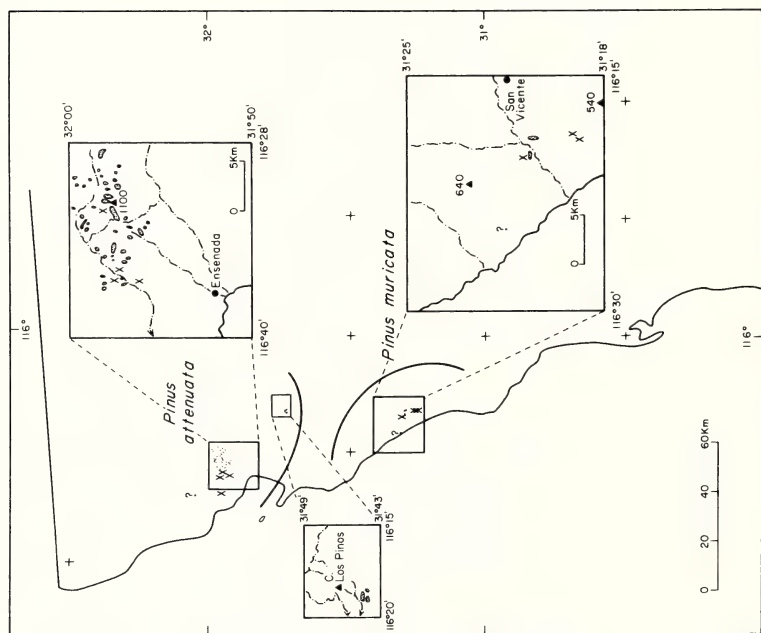 32°
31°
32°00'
31°50'
116°28'
116°40'
5Km
0
1100
Ensenada
31°25'
31°18'
116°15'
116°30'
San
Vicente
540
640
?
5Km
0
Pinus
attenuata
Pinus muricata
116°
116°
?
?
31°49'
31°43'
116°15'
116°20'
C.
Los Pinos
0
20
40
60Km